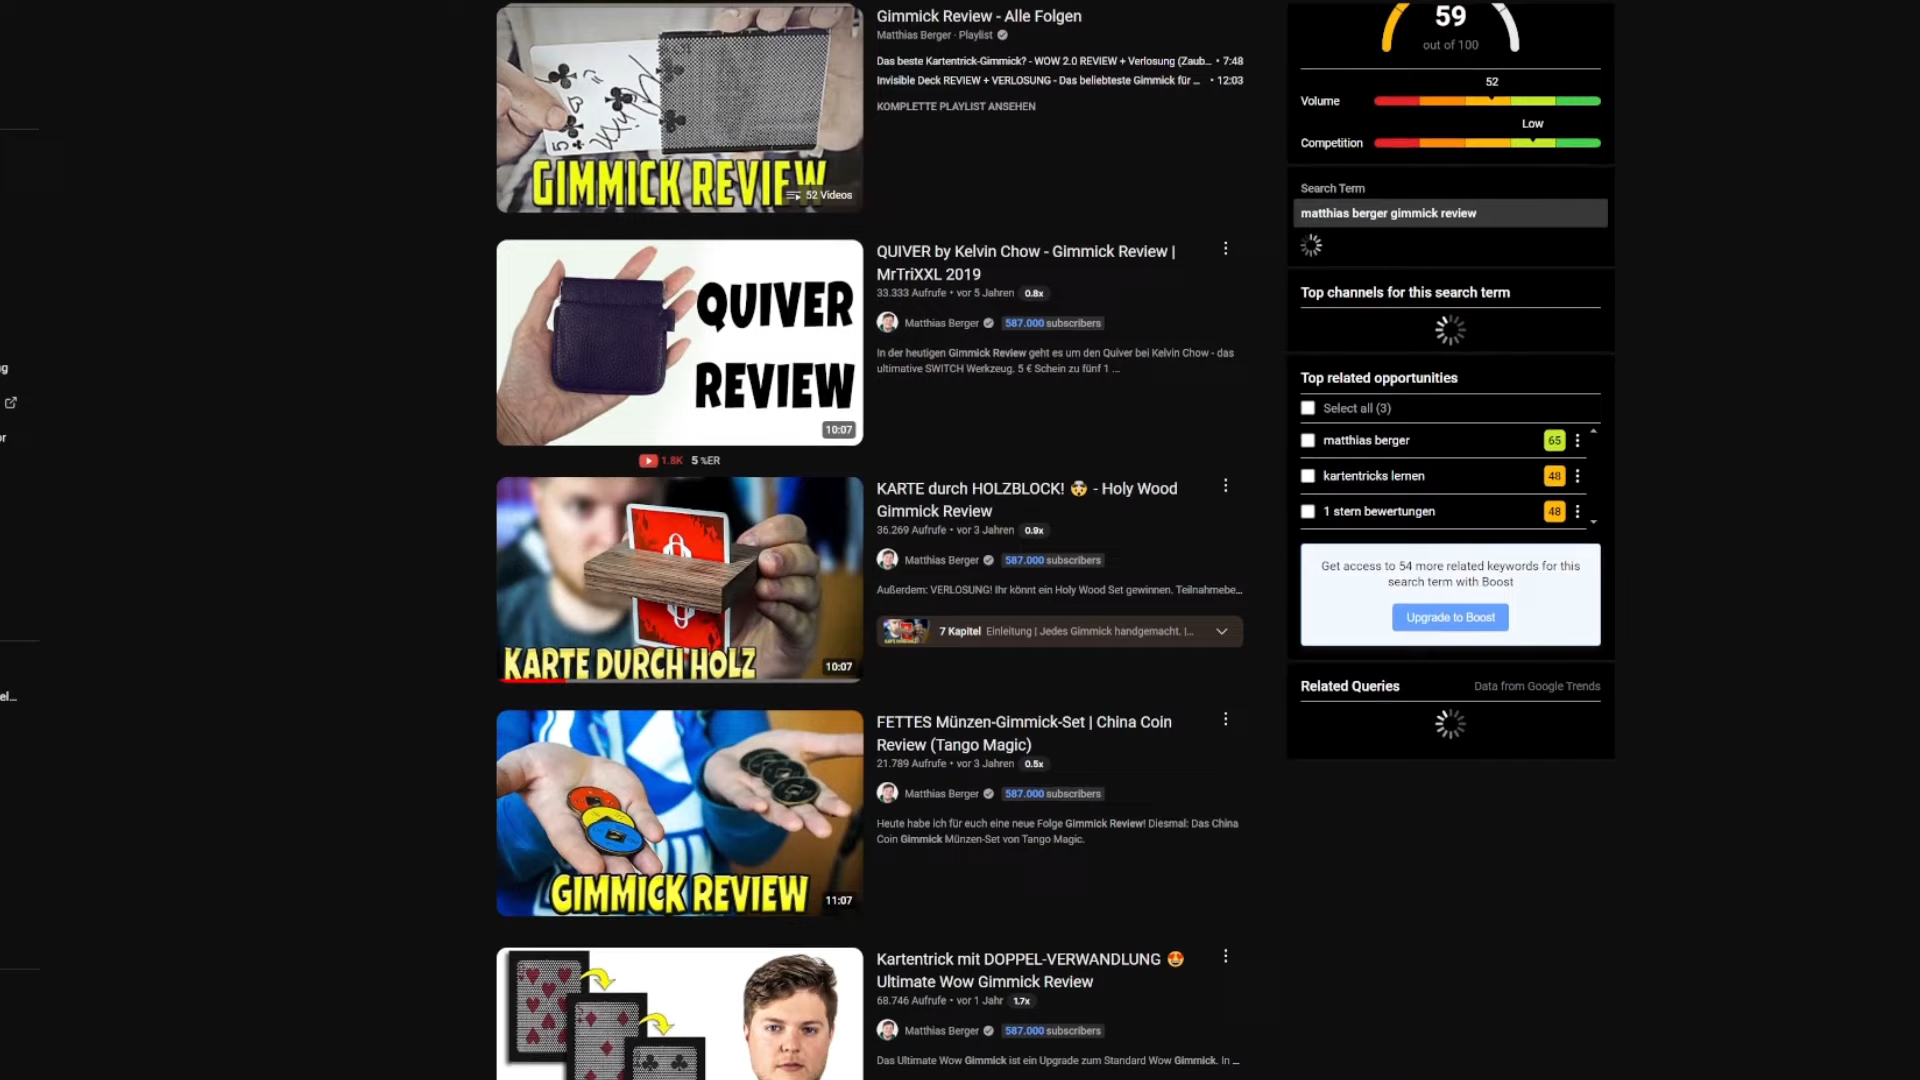 GIMMICK REVIEW
52 Videos
Gimmick Review - Alle Folgen
Matthias Berger · Playlist
Das beste Kartentrick-Gimmick? - WOW 2.0 REVIEW + Verlosung (Zaub... • 7:48
Invisible Deck REVIEW + VERLOSUNG - Das beliebteste Gimmick für ... • 12:03
KOMPLETTE PLAYLIST ANSEHEN
QUIVER
REVIEW
10:07
1.8K 5 %ER
QUIVER by Kelvin Chow - Gimmick Review |
MrTriXXL 2019
33.333 Aufrufe • vor 5 Jahren 0.8x
Matthias Berger 587.000 subscribers
In der heutigen Gimmick Review geht es um den Quiver bei Kelvin Chow - das
ultimative SWITCH Werkzeug. 5 € Schein zu fünf 1 ...
KARTE DURCH HOLZ
10:07
KARTE durch HOLZBLOCK! 🤯 - Holy Wood
Gimmick Review
36.269 Aufrufe • vor 3 Jahren 0.9x
Matthias Berger 587.000 subscribers
Außerdem: VERLOSUNG! Ihr könnt ein Holy Wood Set gewinnen. Teilnahmebe...
7 Kapitel Einleitung | Jedes Gimmick handgemacht. |...
GIMMICK REVIEW
11:07
FETTES Münzen-Gimmick-Set | China Coin
Review (Tango Magic)
21.789 Aufrufe • vor 3 Jahren 0.5x
Matthias Berger 587.000 subscribers
Heute habe ich für euch eine neue Folge Gimmick Review! Diesmal: Das China
Coin Gimmick Münzen-Set von Tango Magic.
Kartentrick mit DOPPEL-VERWANDLUNG 😍
Ultimate Wow Gimmick Review
68.746 Aufrufe • vor 1 Jahr 1.7x
Matthias Berger 587.000 subscribers
Das Ultimate Wow Gimmick ist ein Upgrade zum Standard Wow Gimmick. In ...
59
out of 100
52
Volume
Low
Competition
Search Term
matthias berger gimmick review
Top channels for this search term
Top related opportunities
Select all (3)
matthias berger 65
kartentricks lernen 48
1 stern bewertungen 48
Get access to 54 more related keywords for this
search term with Boost
Upgrade to Boost
Related Queries Data from Google Trends